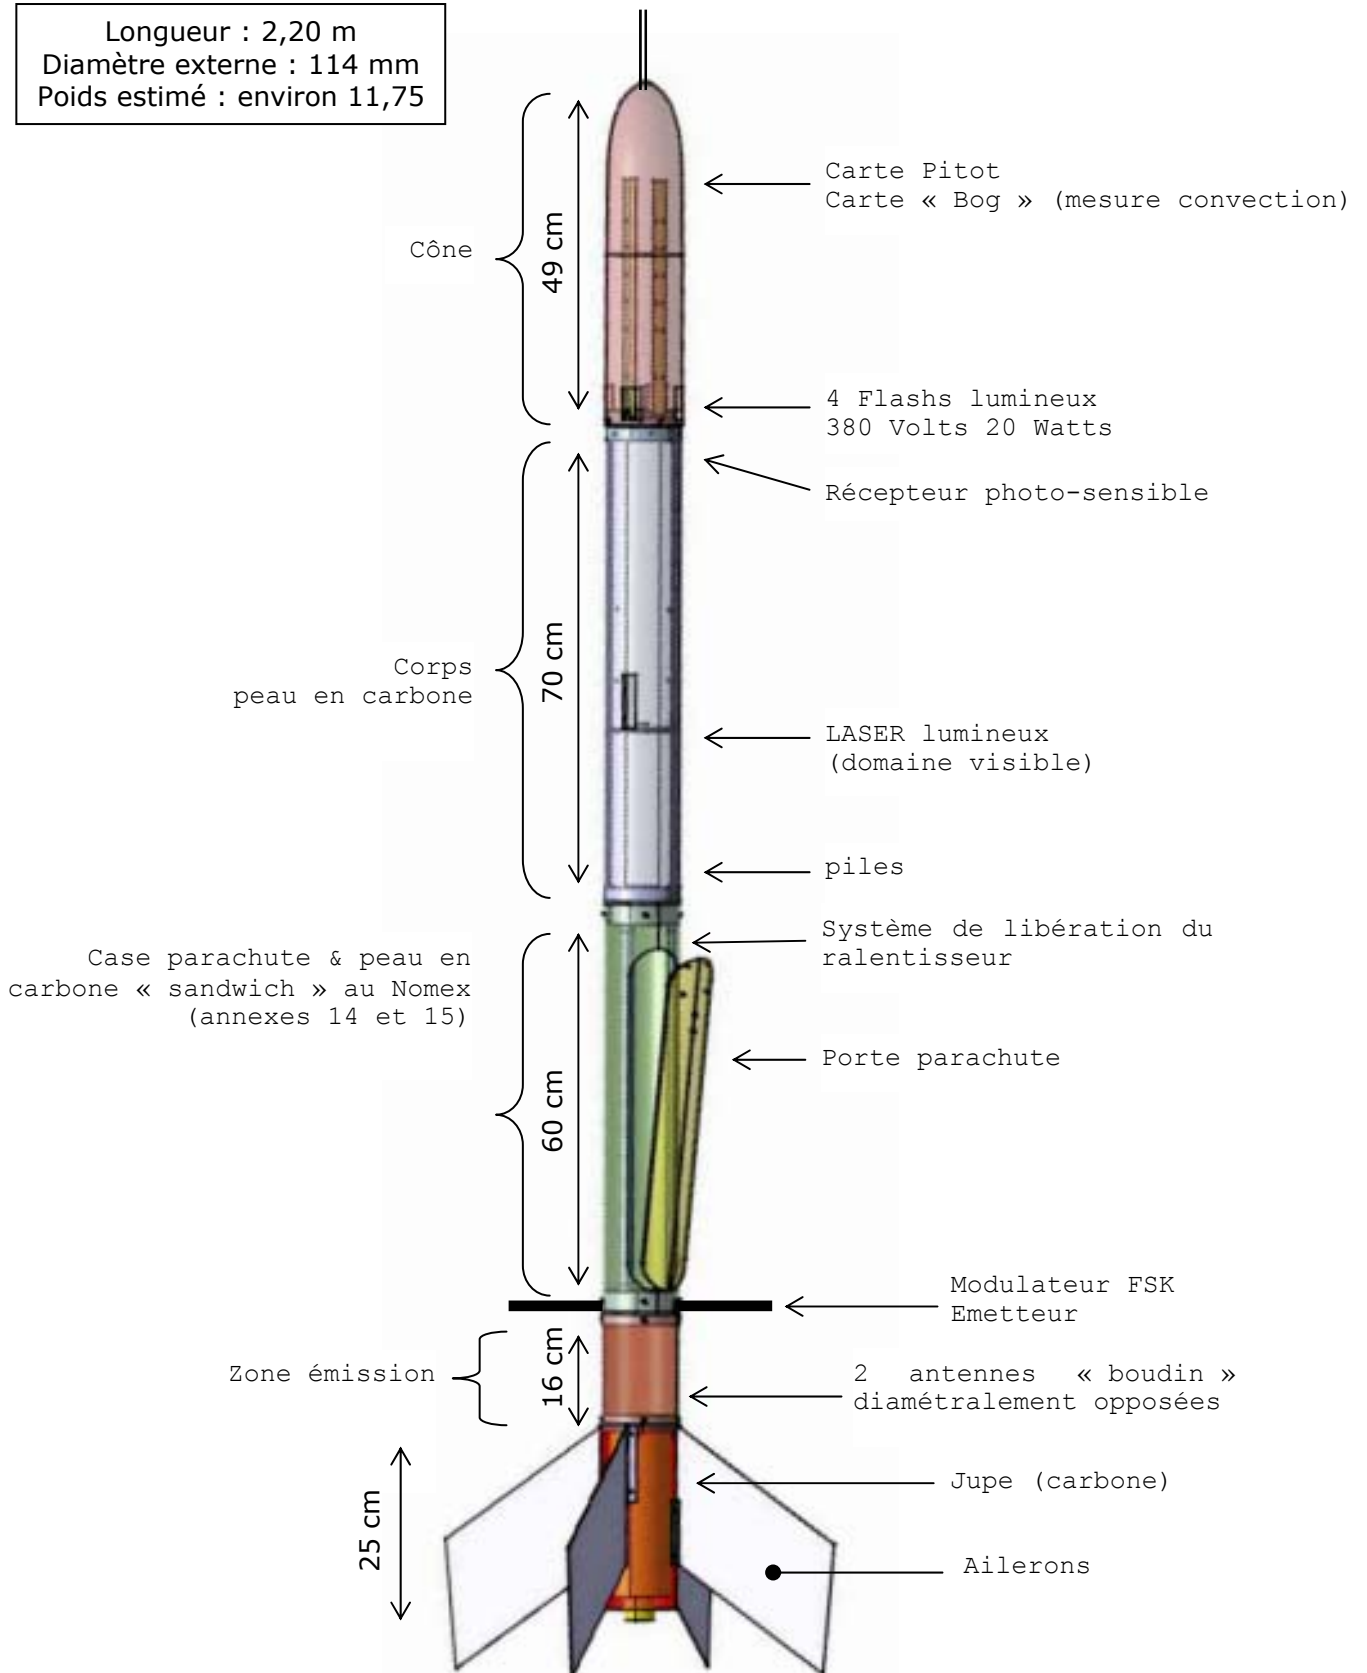 Longueur : 2,20 m
Diamètre externe : 114 mm
Poids estimé : environ 11,75
Carte Pitot
Carte « Bog » (mesure convection)
Cône
49 cm
4 Flashs lumineux
380 Volts 20 Watts
Récepteur photo-sensible
Corps
peau en carbone
70 cm
LASER lumineux
(domaine visible)
piles
Système de libération du
ralentisseur
Case parachute & peau en
carbone « sandwich » au Nomex
(annexes 14 et 15)
Porte parachute
60 cm
Modulateur FSK
Emetteur
Zone émission
16 cm
2 antennes « boudin »
diamétralement opposées
Jupe (carbone)
25 cm
Ailerons